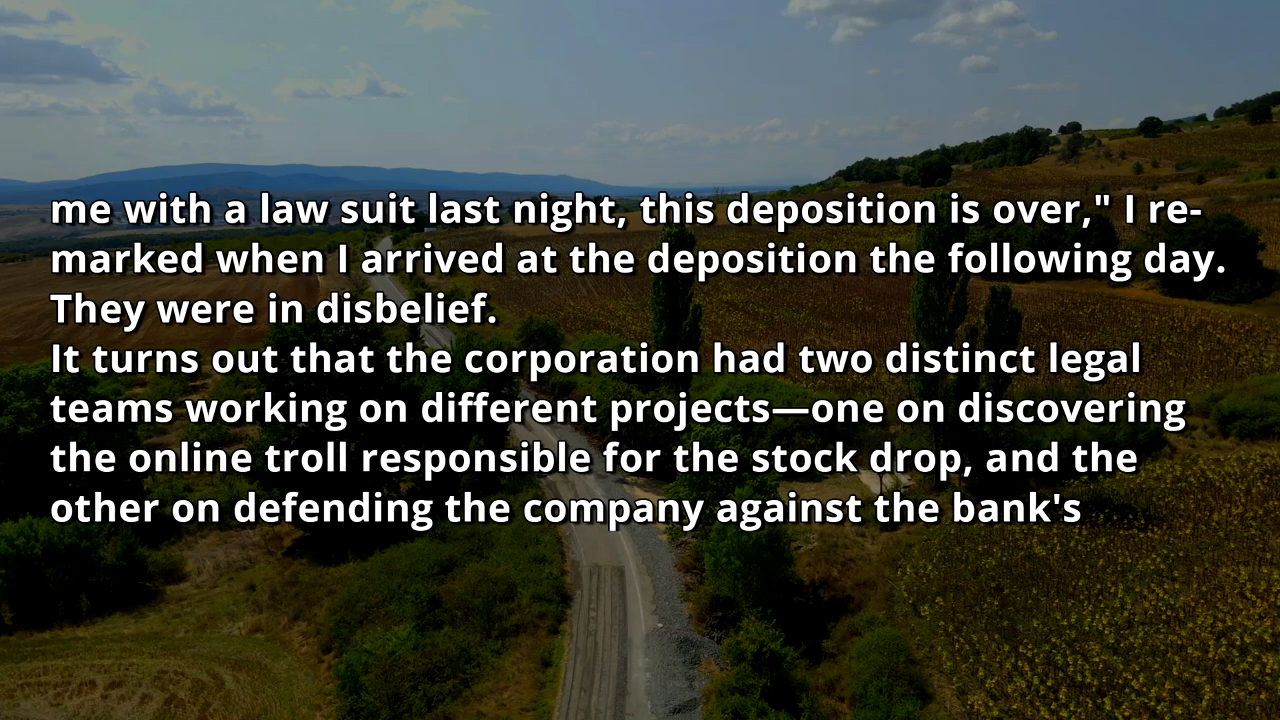 me with a law suit last night, this deposition is over," I re-
marked when I arrived at the deposition the following day.
They were in disbelief.
It turns out that the corporation had two distinct legal
teams working on different projects—one on discovering
the online troll responsible for the stock drop, and the
other on defending the company against the bank's